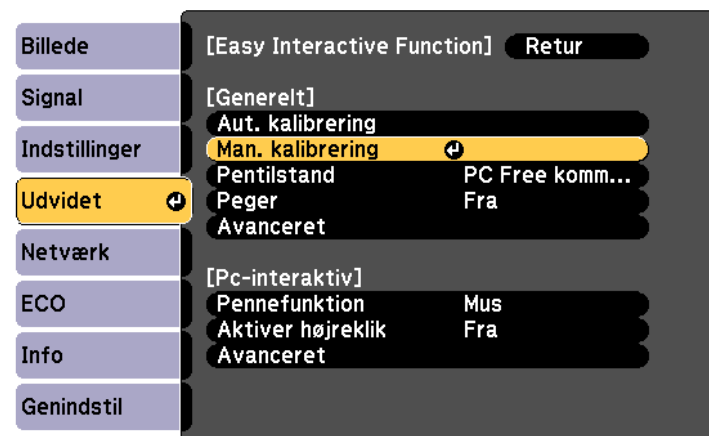 Billede
Signal
Indstillinger
Udvidet
Netværk
ECO
Info
Genindstil
[Easy Interactive Function] Retur
[Generelt]
Aut. kalibrering
Man. kalibrering
Pentilstand PC Free komm...
Peger Fra
Avanceret
[Pc-interaktiv]
Pennefunktion Mus
Aktiver højreklik Fra
Avanceret